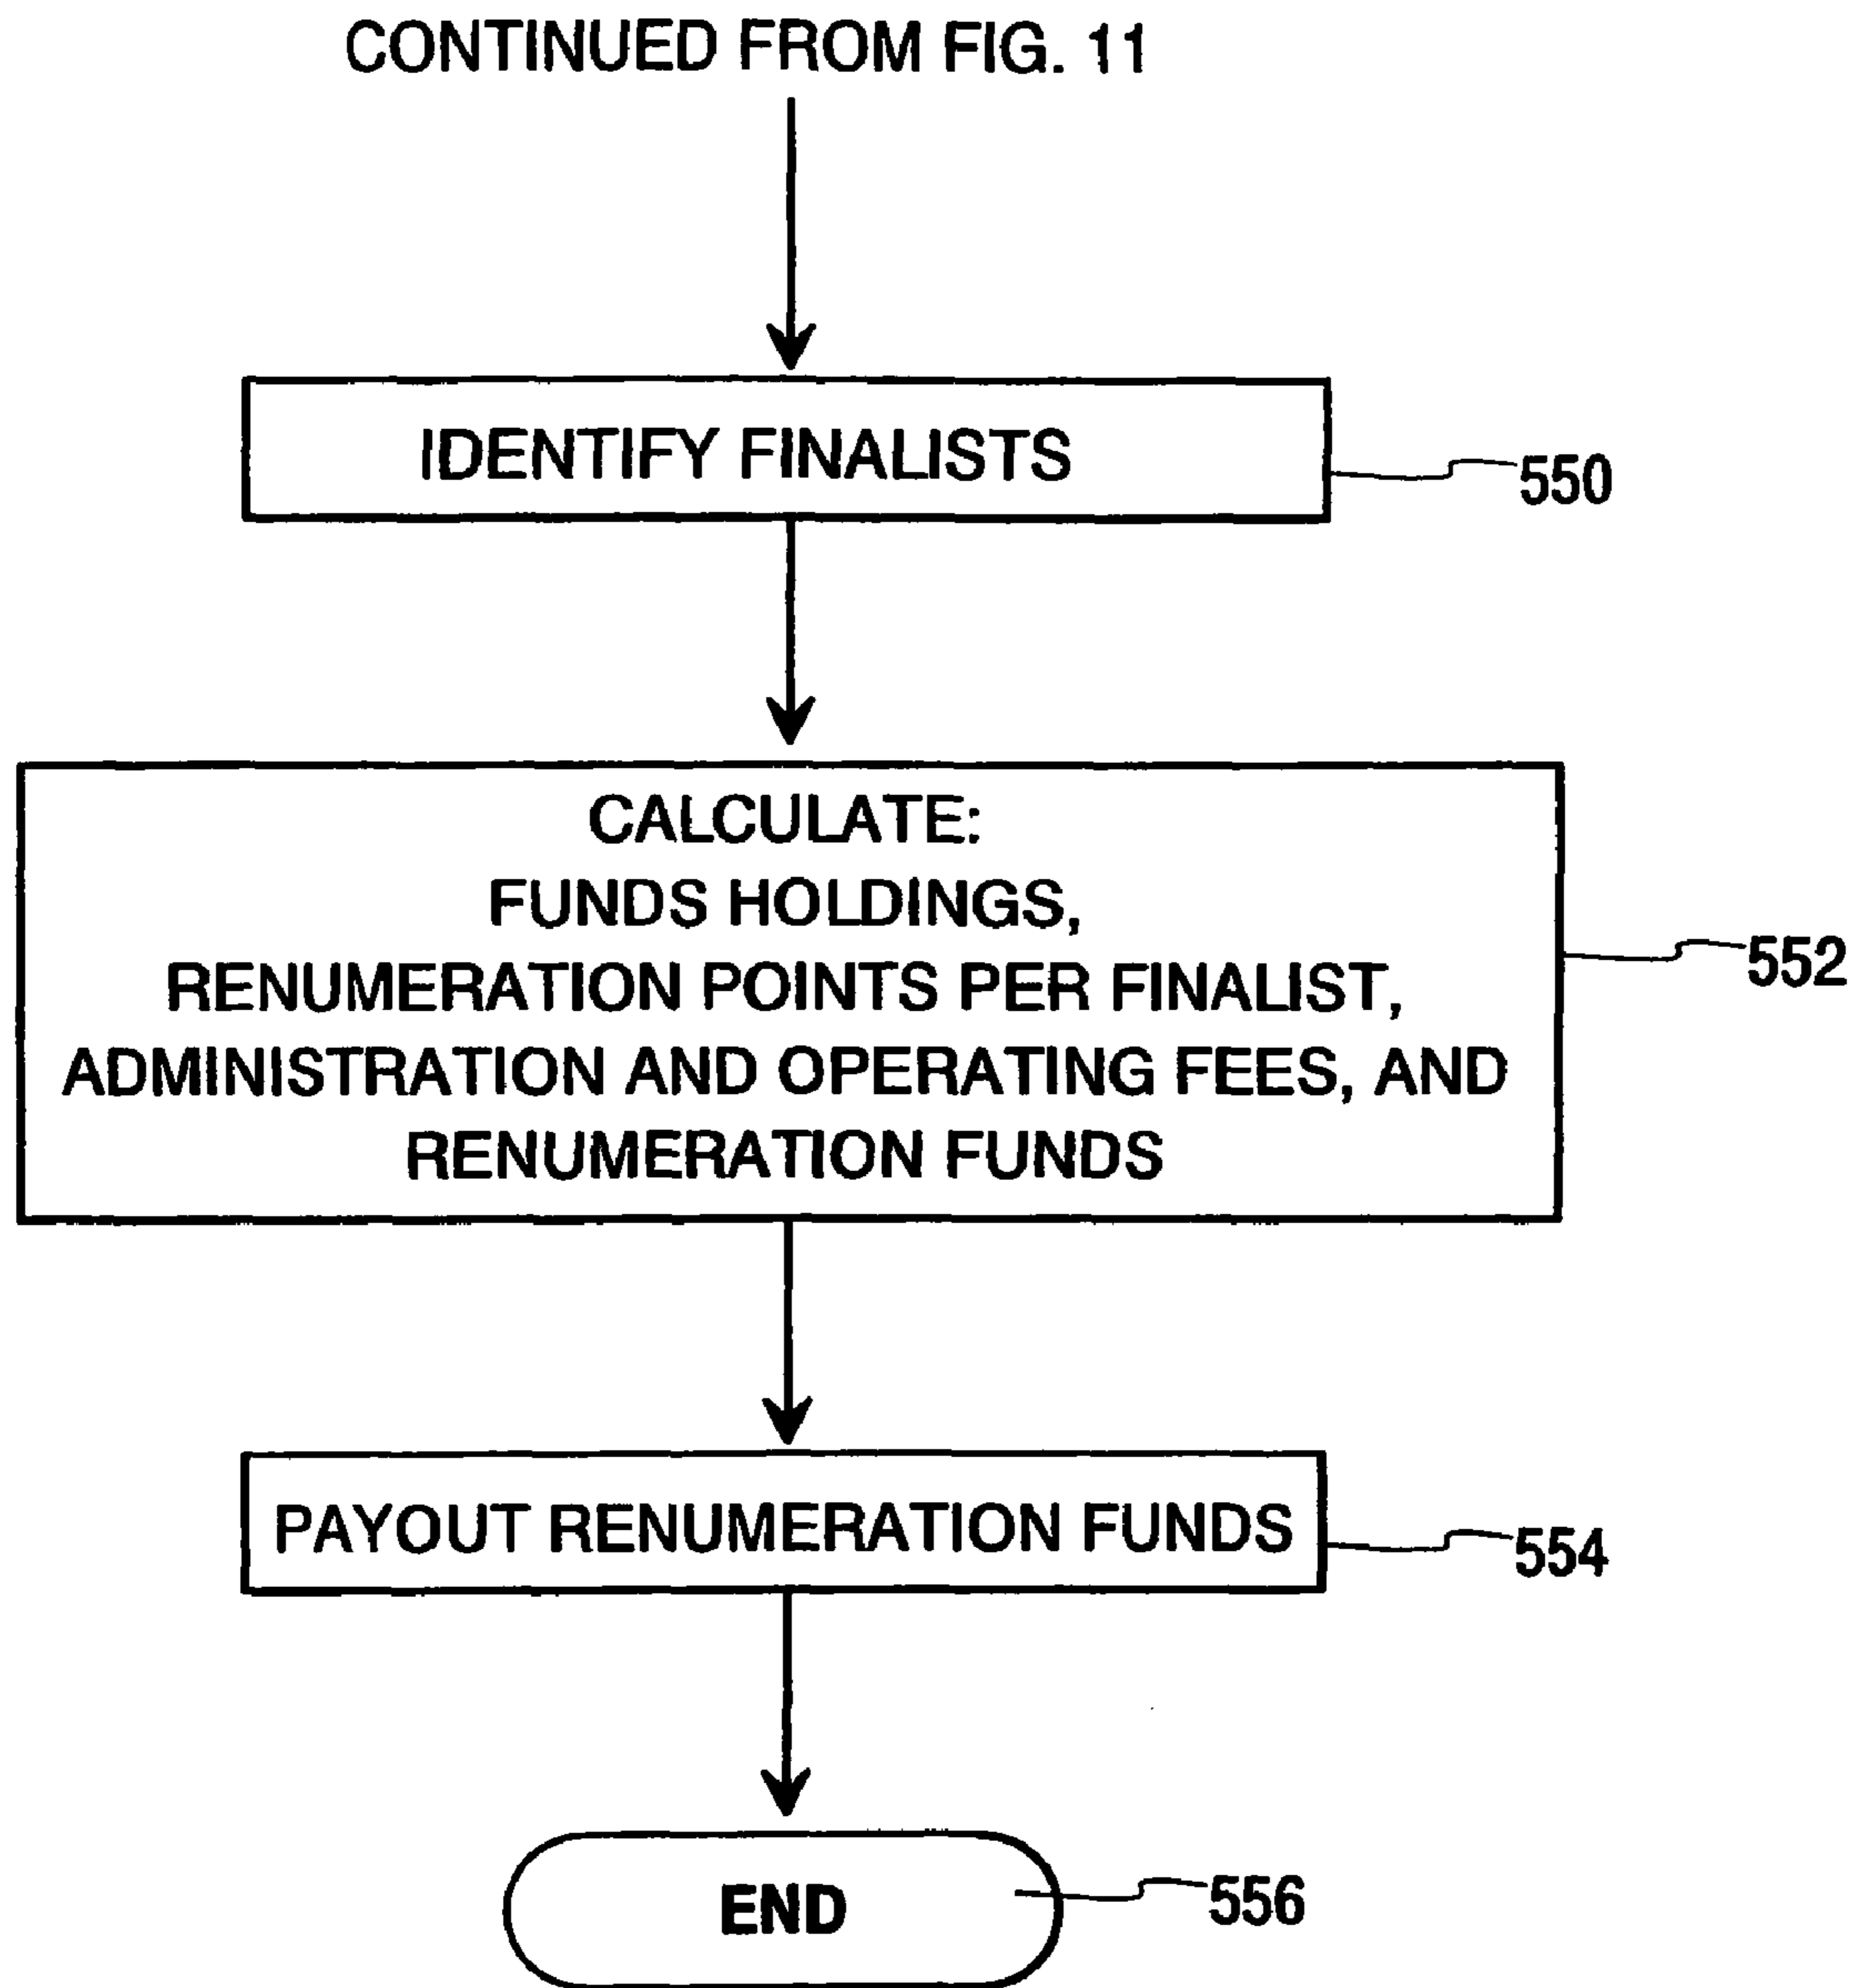 CONTINUED FROM FIG. 11
IDENTIFY FINALISTS
550
CALCULATE:
FUNDS HOLDINGS,
RENUMERATION POINTS PER FINALIST,
ADMINISTRATION AND OPERATING FEES, AND
RENUMERATION FUNDS
552
PAYOUT RENUMERATION FUNDS
554
END
556